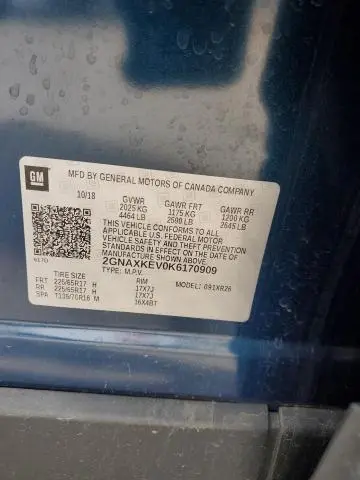 GM
MFD BY GENERAL MOTORS OF CANADA COMPANY
10/18 GVWR GAWR FRT GAWR RR
2025 KG 1175 KG 1200 KG
4464 LB 2590 LB 2645 LB
THIS VEHICLE CONFORMS TO ALL
APPLICABLE U.S. FEDERAL MOTOR
VEHICLE SAFETY AND THEFT PREVENTION
STANDARDS IN EFFECT ON THE DATE OF
MANUFACTURE SHOWN ABOVE.
2GNAXKEV0K6170909
TYPE: M.P.V.
TIRE SIZE RIM 091XR26
FRT 225/65R17 H 17X7J
RR 225/65R17 H 17X7J
SPA T135/70R16 M 16X4BT